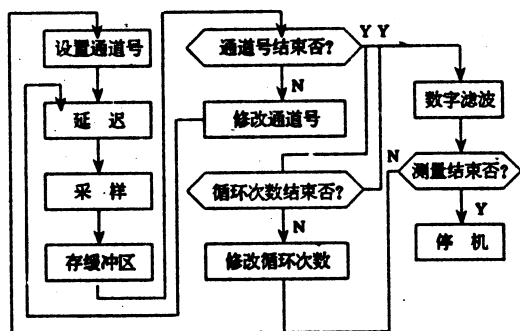 设置通道号
延迟
采样
存缓冲区
通道号结束否?
Y Y
N
修改通道号
循环次数结束否?
N
修改循环次数
数字滤波
N
测量结束否?
Y
停机